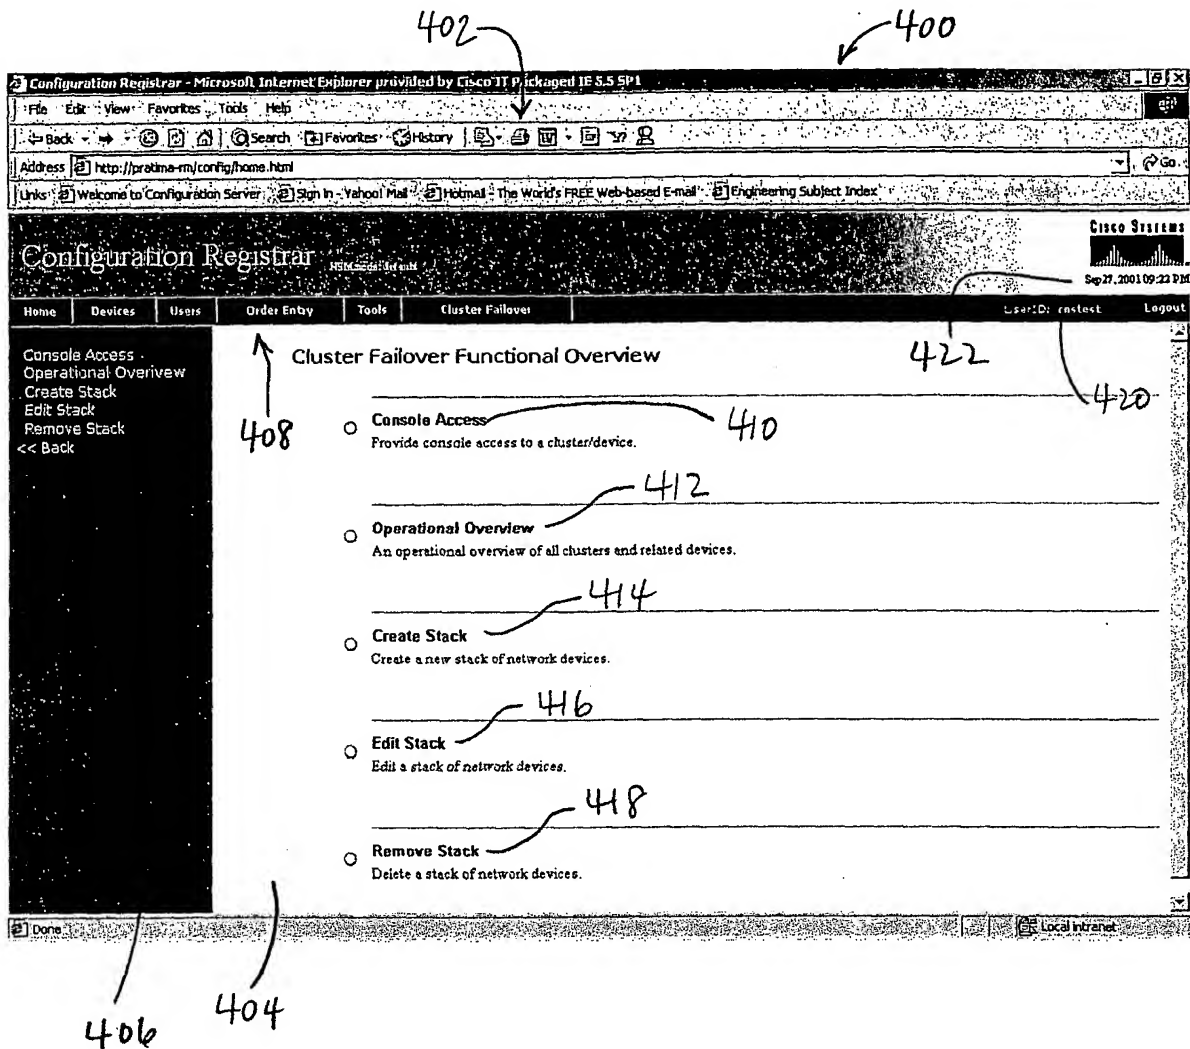 402
400
Configuration Registrar - Microsoft Internet Explorer provided by Cisco IT Packaged IE 5.5 SP1
File Edit View Favorites Tools Help
Back Search Favorites History
Address http://pratima-rm/config/home.html Go
Links Welcome to Configuration Server Sign In - Yahoo! Mail Hotmail - The World's FREE Web-based E-mail Engineering Subject Index
Configuration Registrar
CISCO SYSTEMS
Sep 27, 2001 09:22 PM
Home Devices Users Order Entry Tools Cluster Failover UserID: cnstest Logout
Console Access
Operational Overivew
Create Stack
Edit Stack
Remove Stack
<< Back
408
Cluster Failover Functional Overview
422
420
Console Access
410
Provide console access to a cluster/device.
412
Operational Overview
An operational overview of all clusters and related devices.
414
Create Stack
Create a new stack of network devices.
416
Edit Stack
Edit a stack of network devices.
418
Remove Stack
Delete a stack of network devices.
Done Local intranet
406
404